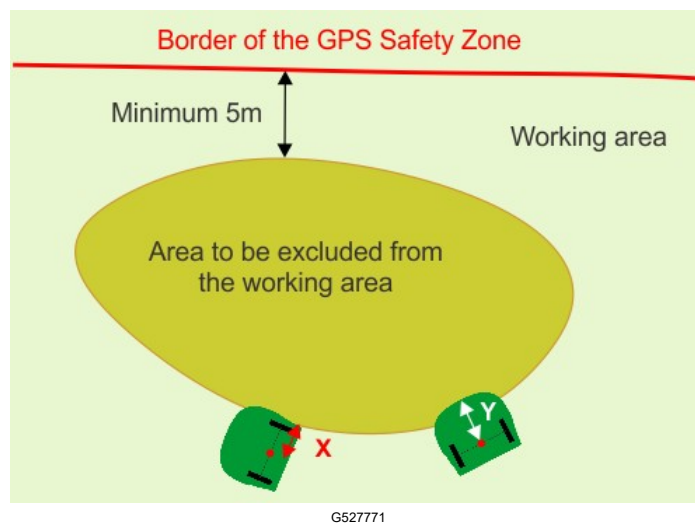 Border of the GPS Safety Zone
Minimum 5m
Working area
Area to be excluded from
the working area
X
Y
G527771